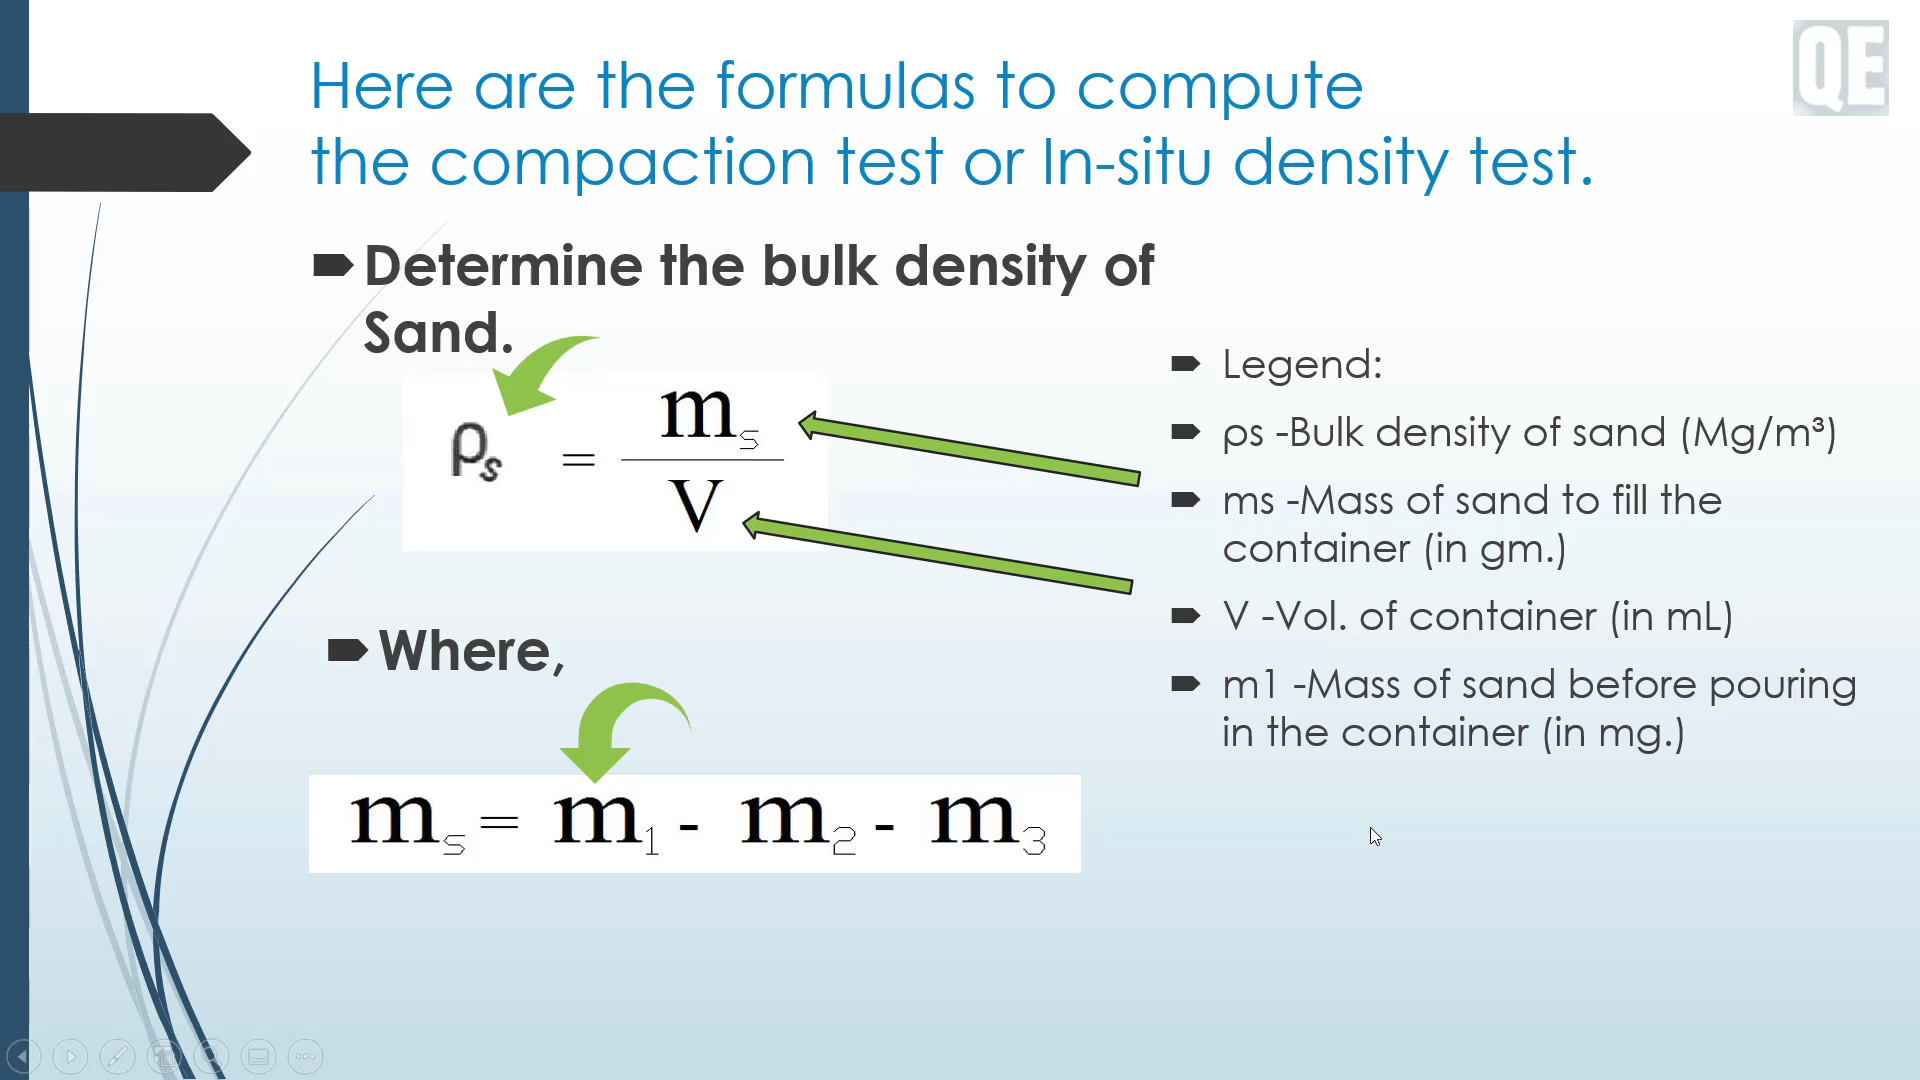 QE
Here are the formulas to compute
the compaction test or In-situ density test.
Determine the bulk density of
Sand.
ρs = ms
V
Where,
ms = m1 - m2 - m3
Legend:
ρs -Bulk density of sand (Mg/m³)
ms -Mass of sand to fill the
container (in gm.)
V -Vol. of container (in mL)
m1 -Mass of sand before pouring
in the container (in mg.)